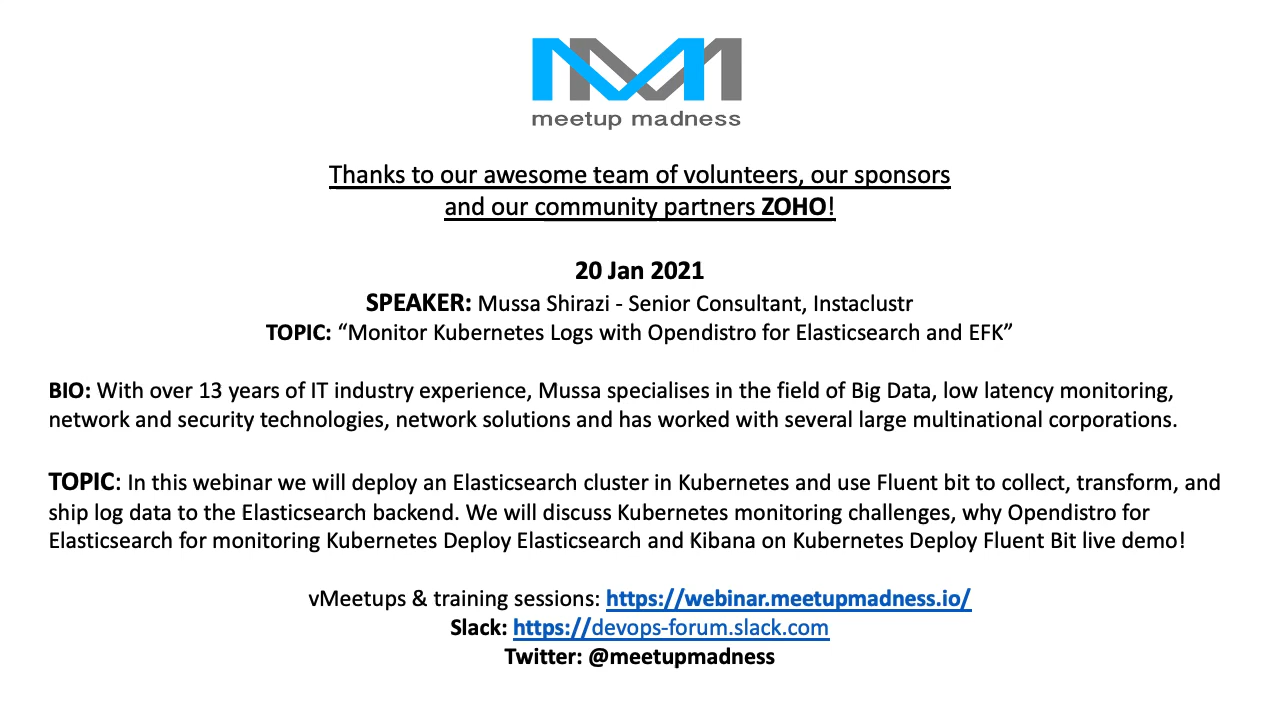 meetup madness
Thanks to our awesome team of volunteers, our sponsors
and our community partners ZOHO!
20 Jan 2021
SPEAKER: Mussa Shirazi - Senior Consultant, Instaclustr
TOPIC: “Monitor Kubernetes Logs with Opendistro for Elasticsearch and EFK”
BIO: With over 13 years of IT industry experience, Mussa specialises in the field of Big Data, low latency monitoring,
network and security technologies, network solutions and has worked with several large multinational corporations.
TOPIC: In this webinar we will deploy an Elasticsearch cluster in Kubernetes and use Fluent bit to collect, transform, and
ship log data to the Elasticsearch backend. We will discuss Kubernetes monitoring challenges, why Opendistro for
Elasticsearch for monitoring Kubernetes Deploy Elasticsearch and Kibana on Kubernetes Deploy Fluent Bit live demo!
vMeetups & training sessions: https://webinar.meetupmadness.io/
Slack: https://devops-forum.slack.com
Twitter: @meetupmadness